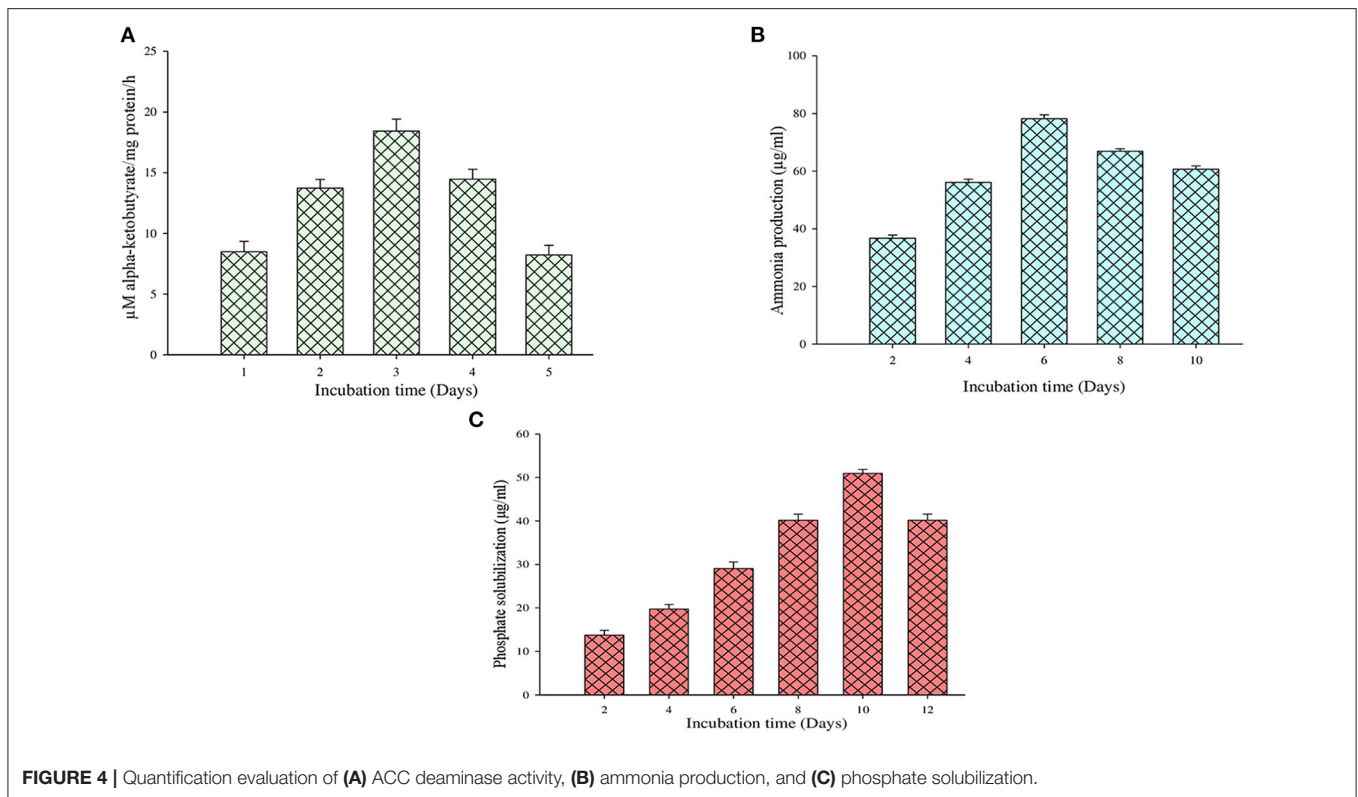 A
µM alpha-ketobutyrate/mg protein/h
25
20
15
10
5
0
1 2 3 4 5
Incubation time (Days)
B
Ammonia production (µg/ml)
100
80
60
40
20
0
2 4 6 8 10
Incubation time (Days)
C
Phosphate solubilization (µg/ml)
60
50
40
30
20
10
0
2 4 6 8 10 12
Incubation time (Days)
FIGURE 4 | Quantification evaluation of (A) ACC deaminase activity, (B) ammonia production, and (C) phosphate solubilization.